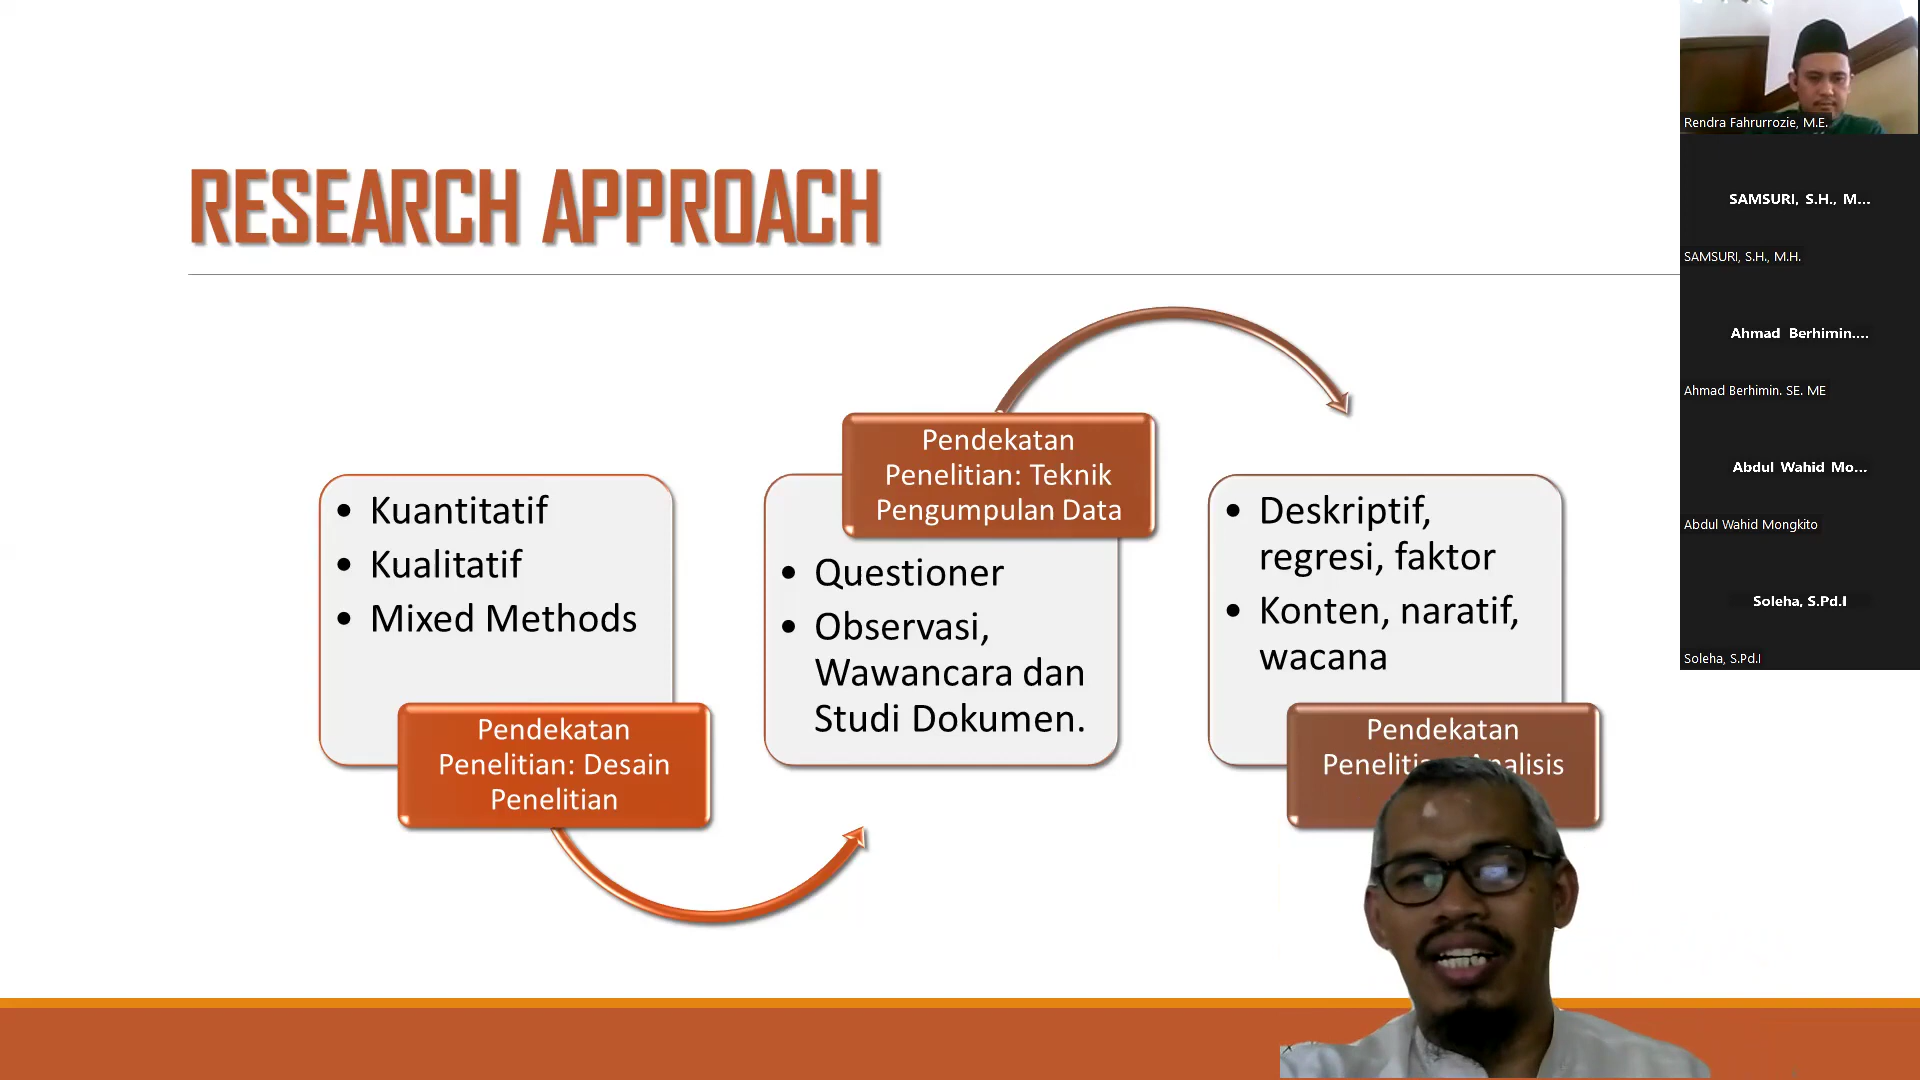 RESEARCH APPROACH
• Kuantitatif
• Kualitatif
• Mixed Methods
Pendekatan
Penelitian: Desain
Penelitian
Pendekatan
Penelitian: Teknik
Pengumpulan Data
• Questioner
• Observasi,
Wawancara dan
Studi Dokumen.
• Deskriptif,
regresi, faktor
• Konten, naratif,
wacana
Pendekatan
Analisis
Rendra Fahrurrozie, M.E.
SAMSURI, S.H., M...
SAMSURI, S.H., M.H.
Ahmad Berhimin....
Ahmad Berhimin. SE. ME
Abdul Wahid Mo...
Abdul Wahid Mongkito
Soleha, S.Pd.I
Soleha, S.Pd.I